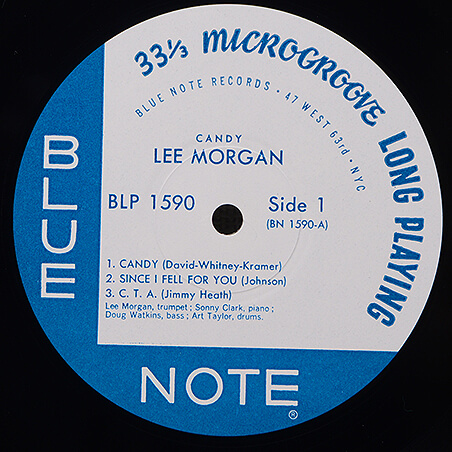 33⅓ MICROGROOVE LONG PLAYING
BLUE NOTE RECORDS · 47 WEST 63rd · NYC
CANDY
LEE MORGAN
BLP 1590
Side 1
(BN 1590-A)
1. CANDY (David-Whitney-Kramer)
2. SINCE I FELL FOR YOU (Johnson)
3. C. T. A. (Jimmy Heath)
Lee Morgan, trumpet ; Sonny Clark, piano ;
Doug Watkins, bass ; Art Taylor, drums.
BLUE
NOTE
®